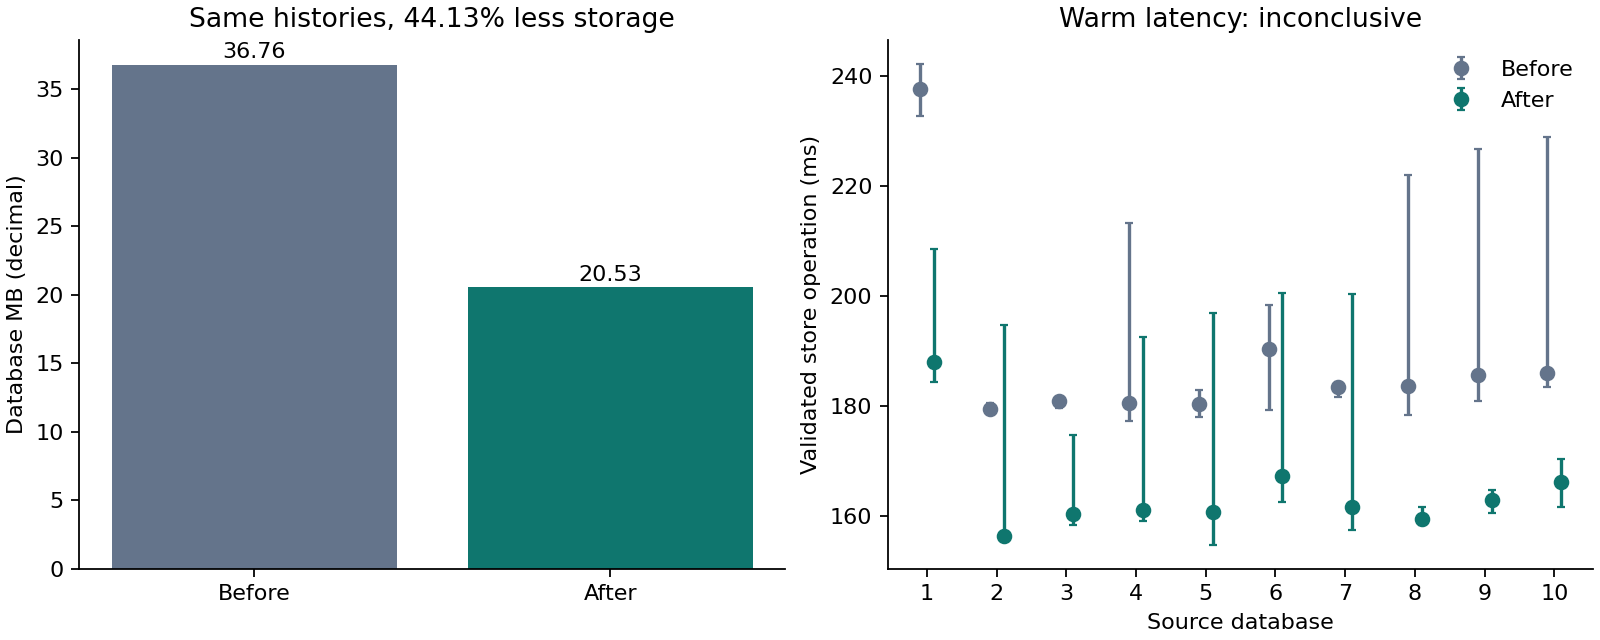 Same histories, 44.13% less storage
Database MB (decimal)
35
30
25
20
15
10
5
0
36.76
20.53
Before
After
Warm latency: inconclusive
Validated store operation (ms)
240
220
200
180
160
Before
After
1 2 3 4 5 6 7 8 9 10
Source database